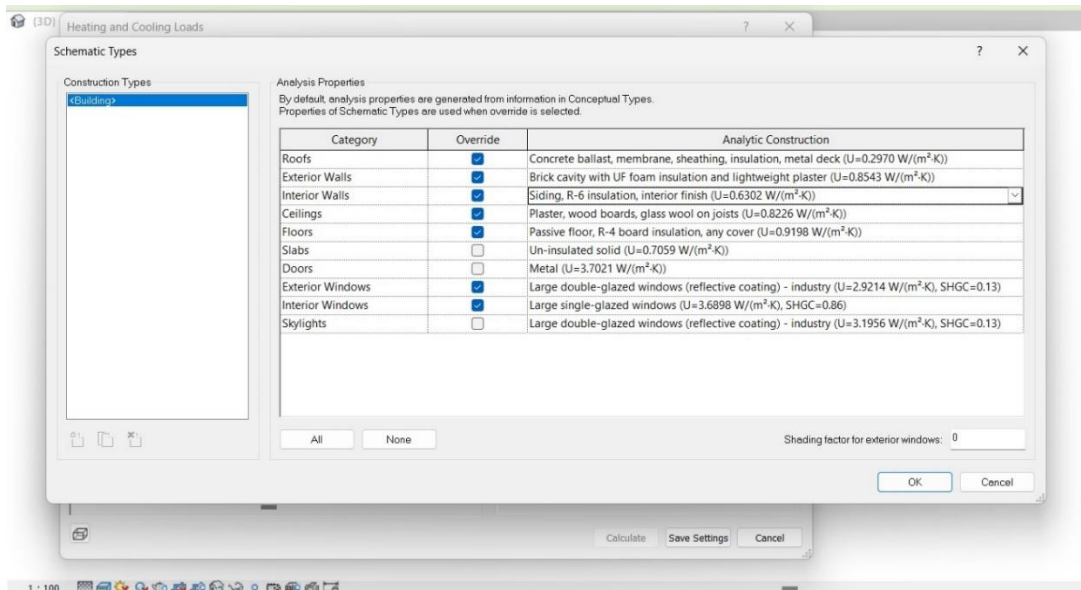 {3D}
Heating and Cooling Loads
Schematic Types
Construction Types
<Building>
Analysis Properties
By default, analysis properties are generated from information in Conceptual Types.
Properties of Schematic Types are used when override is selected.
Category Override Analytic Construction
Roofs Concrete ballast, membrane, sheathing, insulation, metal deck (U=0.2970 W/(m²·K))
Exterior Walls Brick cavity with UF foam insulation and lightweight plaster (U=0.8543 W/(m²·K))
Interior Walls Siding, R-6 insulation, interior finish (U=0.6302 W/(m²·K))
Ceilings Plaster, wood boards, glass wool on joists (U=0.8226 W/(m²·K))
Floors Passive floor, R-4 board insulation, any cover (U=0.9198 W/(m²·K))
Slabs Un-insulated solid (U=0.7059 W/(m²·K))
Doors Metal (U=3.7021 W/(m²·K))
Exterior Windows Large double-glazed windows (reflective coating) - industry (U=2.9214 W/(m²·K), SHGC=0.13)
Interior Windows Large single-glazed windows (U=3.6898 W/(m²·K), SHGC=0.86)
Skylights Large double-glazed windows (reflective coating) - industry (U=3.1956 W/(m²·K), SHGC=0.13)
All None Shading factor for exterior windows: 0
OK Cancel
Calculate Save Settings Cancel
1 : 100